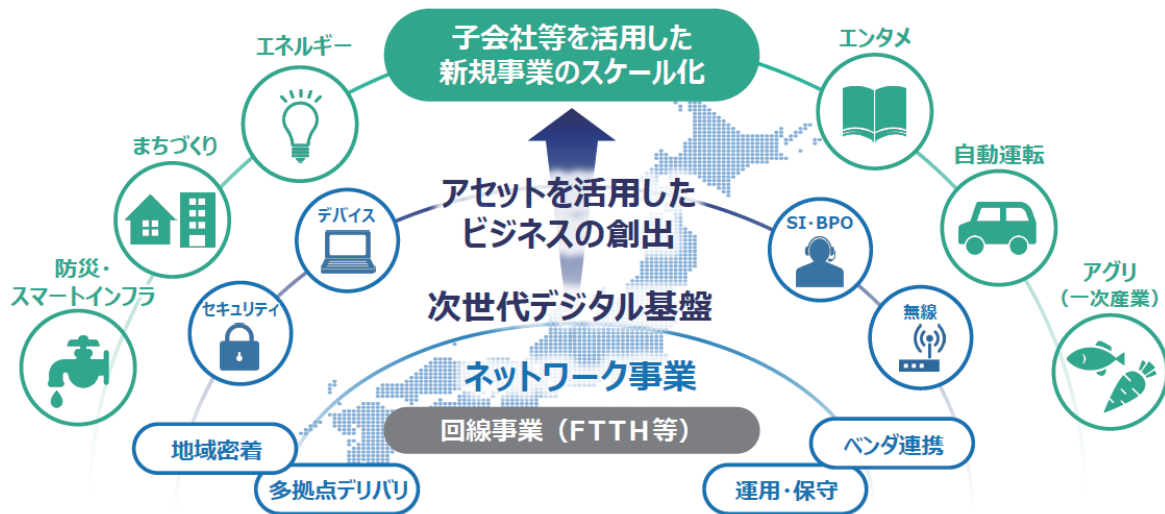 子会社等を活用した
新規事業のスケール化
エネルギー
エンタメ
まちづくり
自動運転
防災・
スマートインフラ
アグリ
（一次産業）
アセットを活用した
ビジネスの創出
デバイス
SI・BPO
セキュリティ
無線
次世代デジタル基盤
ネットワーク事業
回線事業（FTTH等）
地域密着
多拠点デリバリ
運用・保守
ベンダ連携